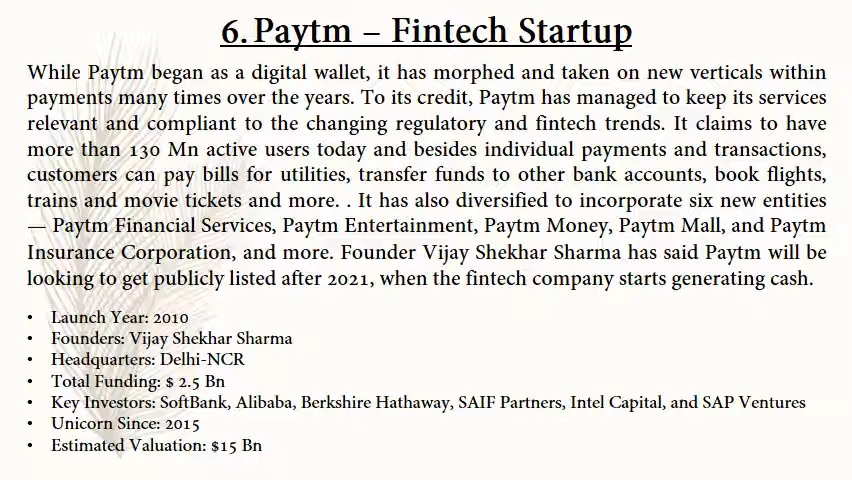 6. Paytm – Fintech Startup
While Paytm began as a digital wallet, it has morphed and taken on new verticals within
payments many times over the years. To its credit, Paytm has managed to keep its services
relevant and compliant to the changing regulatory and fintech trends. It claims to have
more than 130 Mn active users today and besides individual payments and transactions,
customers can pay bills for utilities, transfer funds to other bank accounts, book flights,
trains and movie tickets and more. . It has also diversified to incorporate six new entities
— Paytm Financial Services, Paytm Entertainment, Paytm Money, Paytm Mall, and Paytm
Insurance Corporation, and more. Founder Vijay Shekhar Sharma has said Paytm will be
looking to get publicly listed after 2021, when the fintech company starts generating cash.
• Launch Year: 2010
• Founders: Vijay Shekhar Sharma
• Headquarters: Delhi-NCR
• Total Funding: $ 2.5 Bn
• Key Investors: SoftBank, Alibaba, Berkshire Hathaway, SAIF Partners, Intel Capital, and SAP Ventures
• Unicorn Since: 2015
• Estimated Valuation: $15 Bn